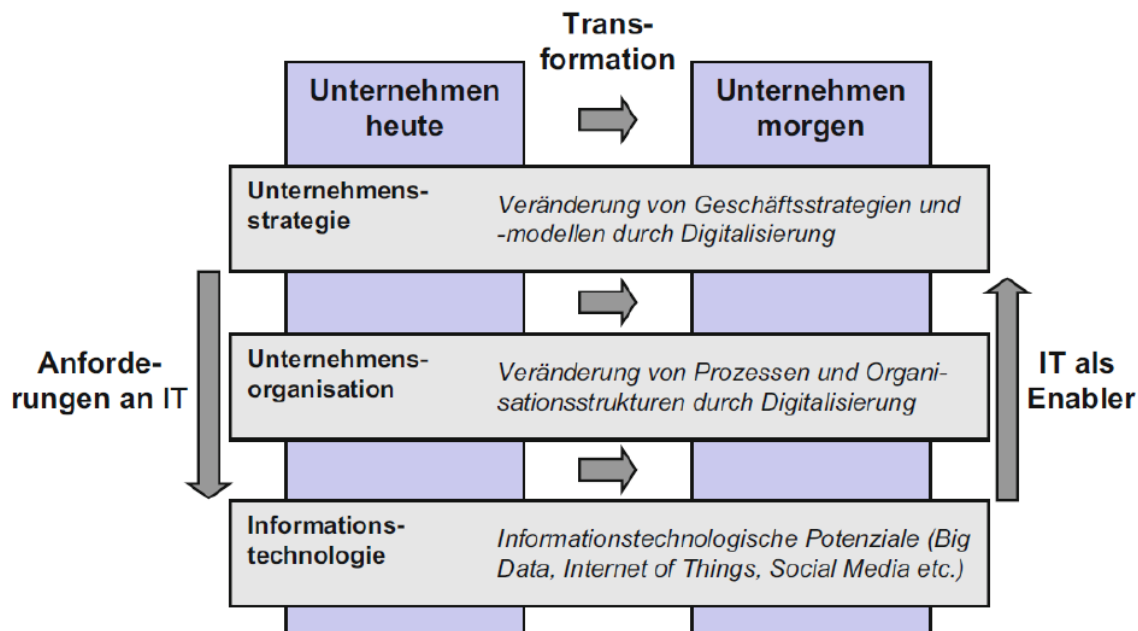 Trans-
formation
Unternehmen
heute
Unternehmen
morgen
Unternehmens-
strategie
Veränderung von Geschäftsstrategien und
-modellen durch Digitalisierung
Anforde-
rungen an IT
Unternehmens-
organisation
Veränderung von Prozessen und Organi-
sationsstrukturen durch Digitalisierung
IT als
Enabler
Informations-
technologie
Informationstechnologische Potenziale (Big
Data, Internet of Things, Social Media etc.)